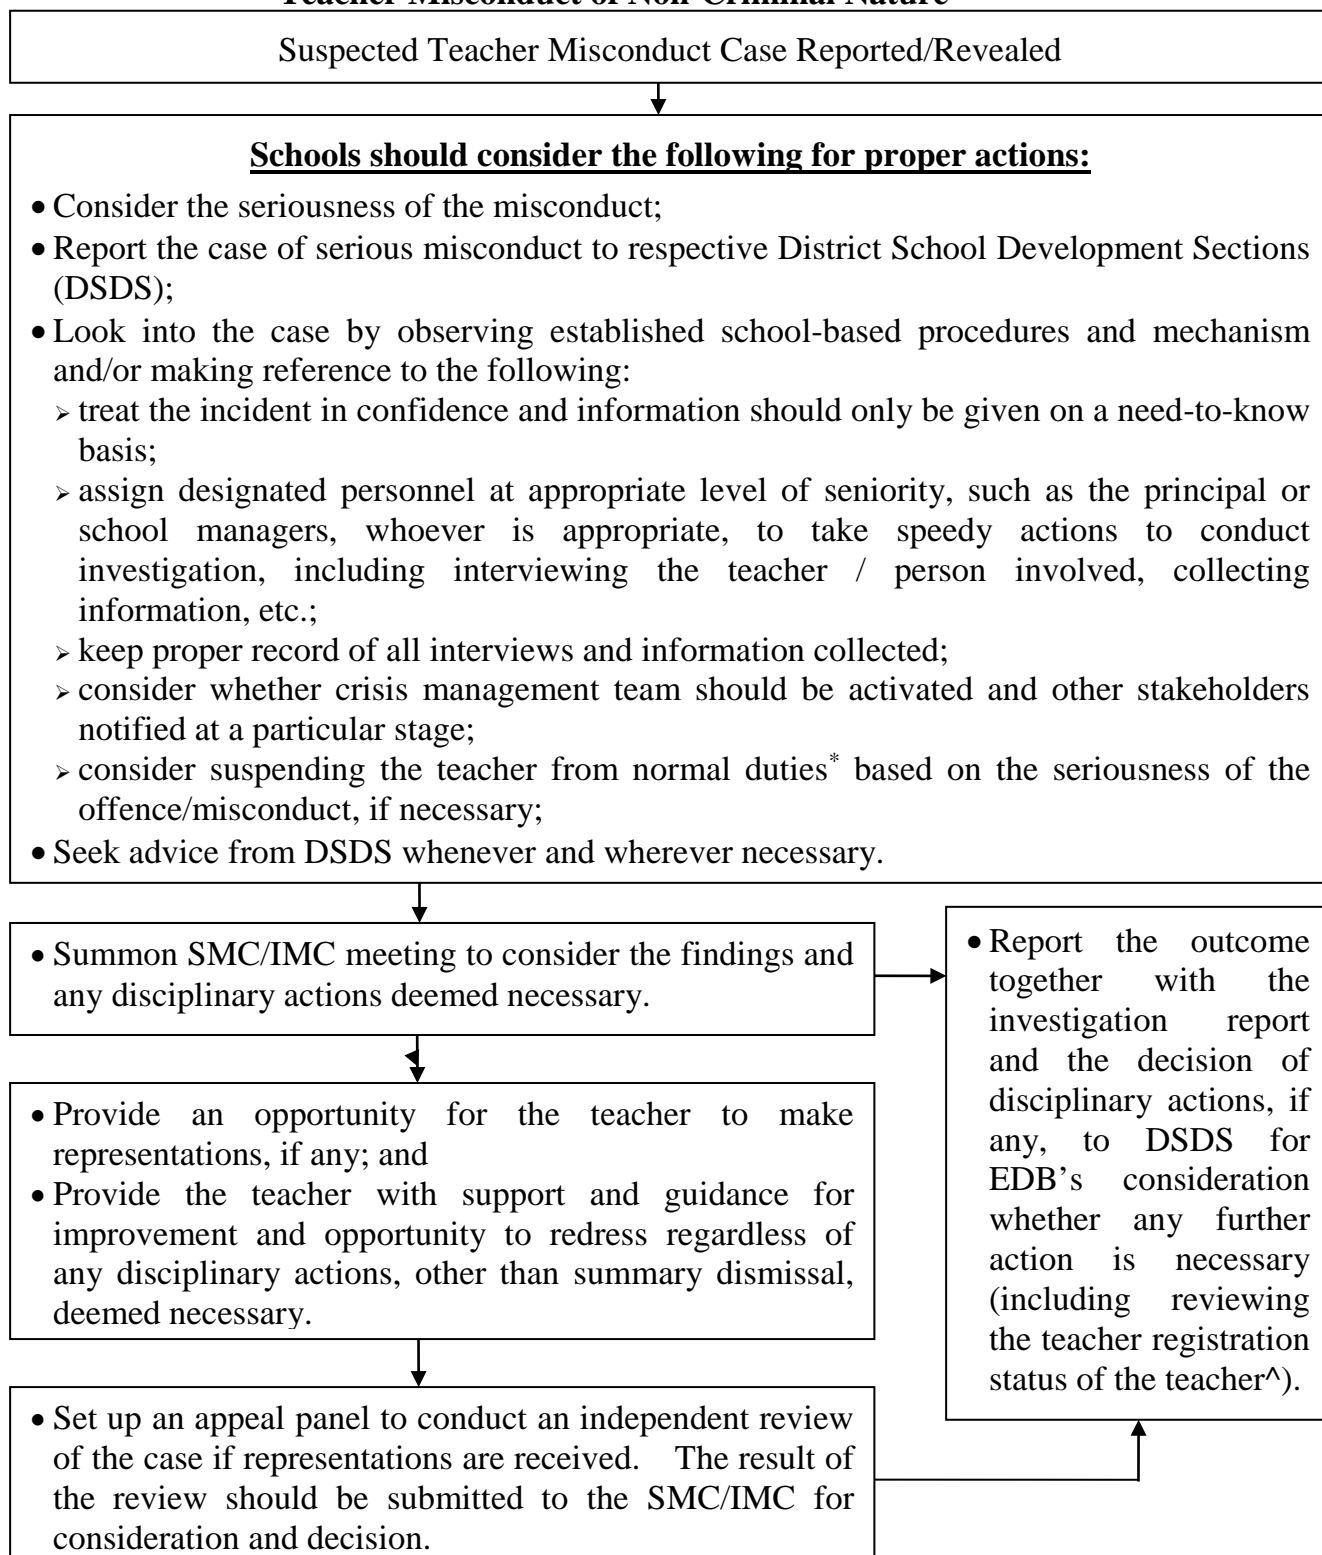 Teacher Misconduct of Non-Criminal Nature
Suspected Teacher Misconduct Case Reported/Revealed
Schools should consider the following for proper actions:
• Consider the seriousness of the misconduct;
• Report the case of serious misconduct to respective District School Development Sections
(DSDS);
• Look into the case by observing established school-based procedures and mechanism
and/or making reference to the following:
➢ treat the incident in confidence and information should only be given on a need-to-know
basis;
➢ assign designated personnel at appropriate level of seniority, such as the principal or
school managers, whoever is appropriate, to take speedy actions to conduct
investigation, including interviewing the teacher / person involved, collecting
information, etc.;
➢ keep proper record of all interviews and information collected;
➢ consider whether crisis management team should be activated and other stakeholders
notified at a particular stage;
➢ consider suspending the teacher from normal duties* based on the seriousness of the
offence/misconduct, if necessary;
• Seek advice from DSDS whenever and wherever necessary.
• Summon SMC/IMC meeting to consider the findings and
any disciplinary actions deemed necessary.
• Provide an opportunity for the teacher to make
representations, if any; and
• Provide the teacher with support and guidance for
improvement and opportunity to redress regardless of
any disciplinary actions, other than summary dismissal,
deemed necessary.
• Set up an appeal panel to conduct an independent review
of the case if representations are received. The result of
the review should be submitted to the SMC/IMC for
consideration and decision.
• Report the outcome
together with the
investigation report
and the decision of
disciplinary actions, if
any, to DSDS for
EDB's consideration
whether any further
action is necessary
(including reviewing
the teacher registration
status of the teacher^).